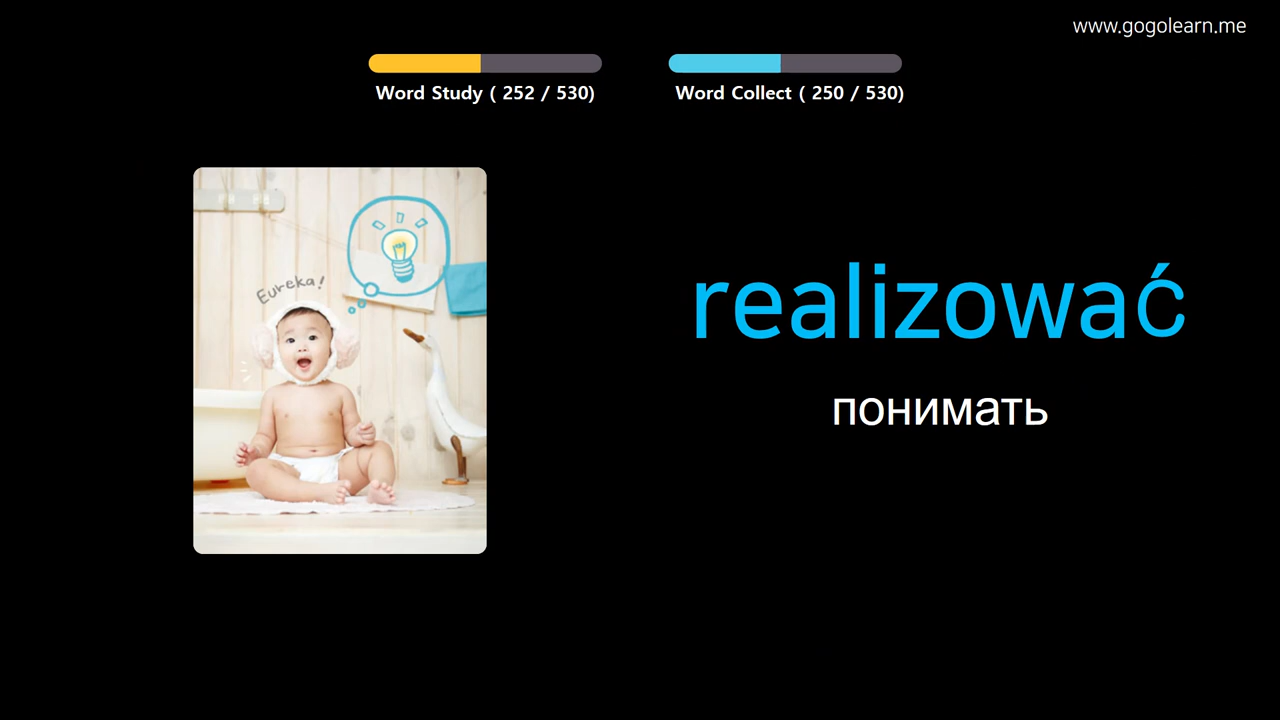 www.gogolearn.me
Word Study ( 252 / 530)
Word Collect ( 250 / 530)
Eureka!
realizować
понимать